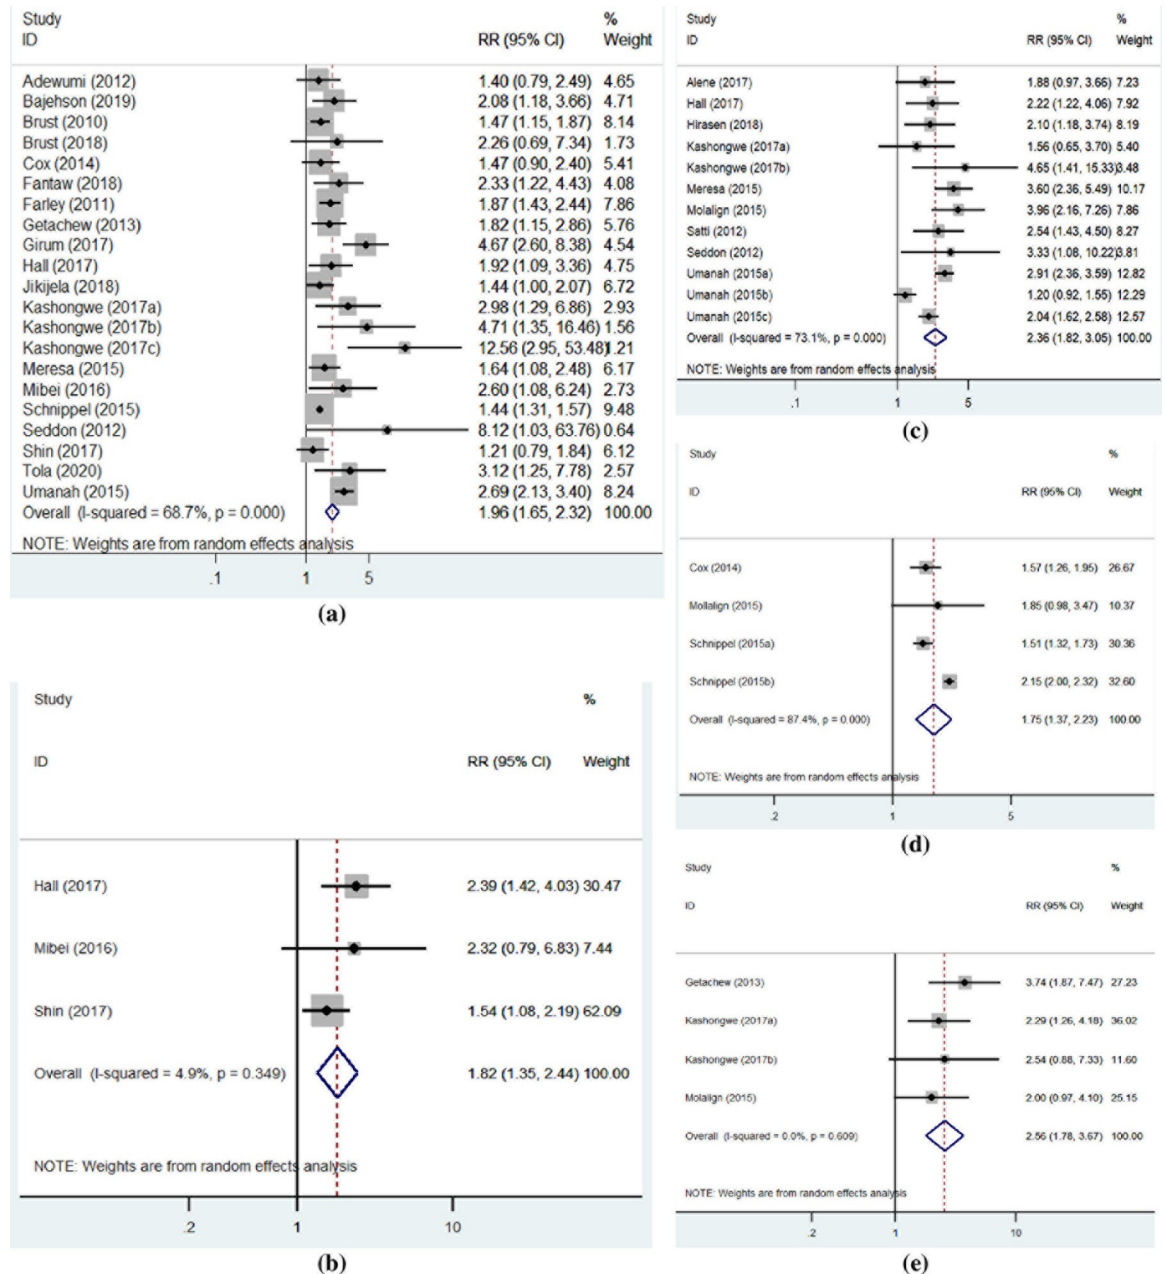 Study %
ID RR (95% CI) Weight
Adewumi (2012) 1.40 (0.79, 2.49) 4.65
Bajehson (2019) 2.08 (1.18, 3.66) 4.71
Brust (2010) 1.47 (1.15, 1.87) 8.14
Brust (2018) 2.26 (0.69, 7.34) 1.73
Cox (2014) 1.47 (0.90, 2.40) 5.41
Fantaw (2018) 2.33 (1.22, 4.43) 4.08
Farley (2011) 1.87 (1.43, 2.44) 7.86
Getachew (2013) 1.82 (1.15, 2.86) 5.76
Girum (2017) 4.67 (2.60, 8.38) 4.54
Hall (2017) 1.92 (1.09, 3.36) 4.75
Jikijela (2018) 1.44 (1.00, 2.07) 6.72
Kashongwe (2017a) 2.98 (1.29, 6.86) 2.93
Kashongwe (2017b) 4.71 (1.35, 16.46) 1.56
Kashongwe (2017c) 12.56 (2.95, 53.48) 1.21
Meresa (2015) 1.64 (1.08, 2.48) 6.17
Mibei (2016) 2.60 (1.08, 6.24) 2.73
Schnippel (2015) 1.44 (1.31, 1.57) 9.48
Seddon (2012) 8.12 (1.03, 63.76) 0.64
Shin (2017) 1.21 (0.79, 1.84) 6.12
Tola (2020) 3.12 (1.25, 7.78) 2.57
Umanah (2015) 2.69 (2.13, 3.40) 8.24
Overall (I-squared = 68.7%, p = 0.000) 1.96 (1.65, 2.32) 100.00
NOTE: Weights are from random effects analysis
.1 1 5
(a)
Study %
ID RR (95% CI) Weight
Hall (2017) 2.39 (1.42, 4.03) 30.47
Mibei (2016) 2.32 (0.79, 6.83) 7.44
Shin (2017) 1.54 (1.08, 2.19) 62.09
Overall (I-squared = 4.9%, p = 0.349) 1.82 (1.35, 2.44) 100.00
NOTE: Weights are from random effects analysis
.2 1 10
(b)
Study %
ID RR (95% CI) Weight
Alene (2017) 1.88 (0.97, 3.66) 7.23
Hall (2017) 2.22 (1.22, 4.06) 7.92
Hirasen (2018) 2.10 (1.18, 3.74) 8.19
Kashongwe (2017a) 1.56 (0.65, 3.70) 5.40
Kashongwe (2017b) 4.65 (1.41, 15.33) 3.48
Meresa (2015) 3.60 (2.36, 5.49) 10.17
Molalign (2015) 3.96 (2.16, 7.26) 7.86
Satti (2012) 2.54 (1.43, 4.50) 8.27
Seddon (2012) 3.33 (1.08, 10.22) 3.81
Umanah (2015a) 2.91 (2.36, 3.59) 12.82
Umanah (2015b) 1.20 (0.92, 1.55) 12.29
Umanah (2015c) 2.04 (1.62, 2.58) 12.57
Overall (I-squared = 73.1%, p = 0.000) 2.36 (1.82, 3.05) 100.00
NOTE: Weights are from random effects analysis
.1 1 5
(c)
Study %
ID RR (95% CI) Weight
Cox (2014) 1.57 (1.26, 1.95) 26.67
Mollalign (2015) 1.85 (0.98, 3.47) 10.37
Schnippel (2015a) 1.51 (1.32, 1.73) 30.36
Schnippel (2015b) 2.15 (2.00, 2.32) 32.60
Overall (I-squared = 87.4%, p = 0.000) 1.75 (1.37, 2.23) 100.00
NOTE: Weights are from random effects analysis
.2 1 5
(d)
Study %
ID RR (95% CI) Weight
Getachew (2013) 3.74 (1.87, 7.47) 27.23
Kashongwe (2017a) 2.29 (1.26, 4.18) 36.02
Kashongwe (2017b) 2.54 (0.88, 7.33) 11.60
Molalign (2015) 2.00 (0.97, 4.10) 25.15
Overall (I-squared = 0.0%, p = 0.609) 2.56 (1.78, 3.67) 100.00
NOTE: Weights are from random effects analysis
.2 1 10
(e)